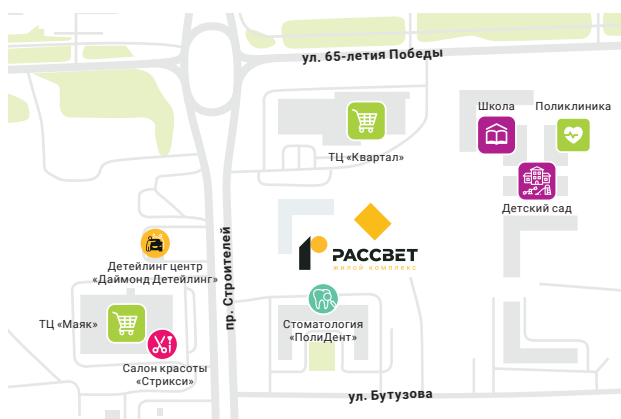 ул. 65-летия Победы
Школа
Поликлиника
ТЦ «Квартал»
Детский сад
пр. Строителей
РАССВЕТ
ЖИЛОЙ КОМПЛЕКС
Детейлинг центр
«Даймонд Детейлинг»
ТЦ «Маяк»
Стоматология
«ПолиДент»
Салон красоты
«Стрикси»
ул. Бутузова